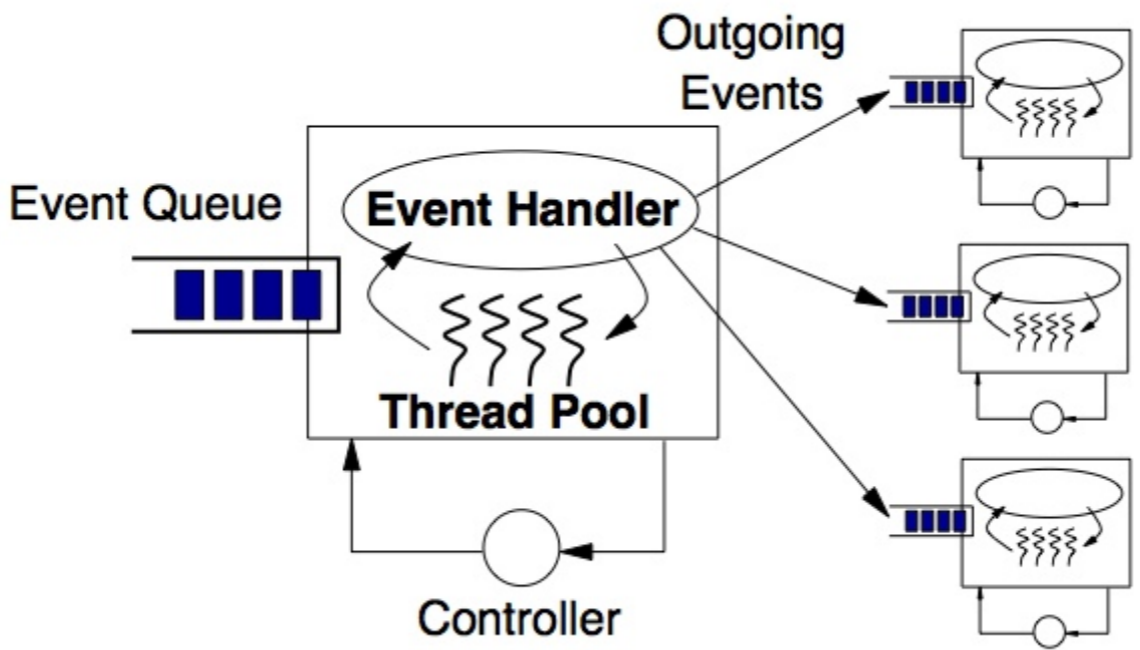 Outgoing
Events
Event Queue
Event Handler
Thread Pool
Controller